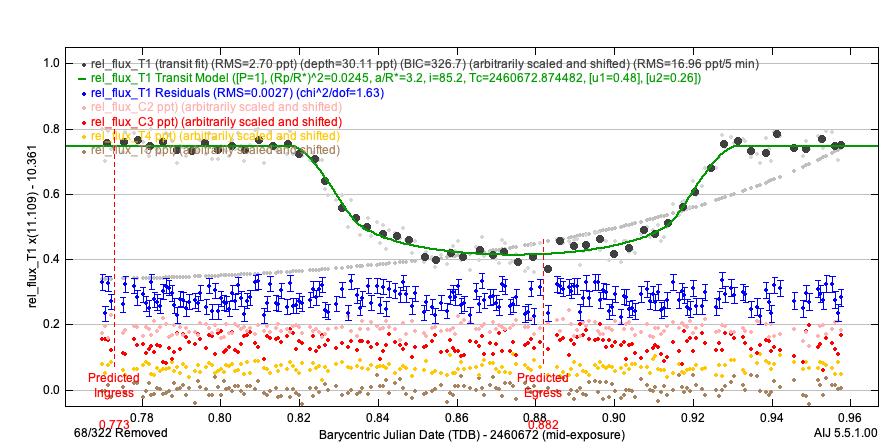 rel_flux_T1 (transit fit) (RMS=2.70 ppt) (depth=30.11 ppt) (BIC=326.7) (arbitrarily scaled and shifted) (RMS=16.96 ppt/5 min)
rel_flux_T1 Transit Model ([P=1], (Rp/R*)^2=0.0245, a/R*=3.2, i=85.2, Tc=2460672.874482, [u1=0.48], [u2=0.26])
rel_flux_T1 Residuals (RMS=0.0027) (chi^2/dof=1.63)
rel_flux_C2 ppt) (arbitrarily scaled and shifted)
rel_flux_C3 ppt) (arbitrarily scaled and shifted)
rel_flux_T4 ppt) (arbitrarily scaled and shifted)
ppt) (arbitrarily scaled and shifted)
1.0
0.8
0.6
0.4
0.2
0.0
rel_flux_T1 x(11.109) - 10.361
Predicted
Ingress
0.773
Predicted
Egress
0.882
0.78
0.80
0.82
0.84
0.86
0.88
0.90
0.92
0.94
0.96
68/322 Removed
Barycentric Julian Date (TDB) - 2460672 (mid-exposure)
AIJ 5.5.1.00